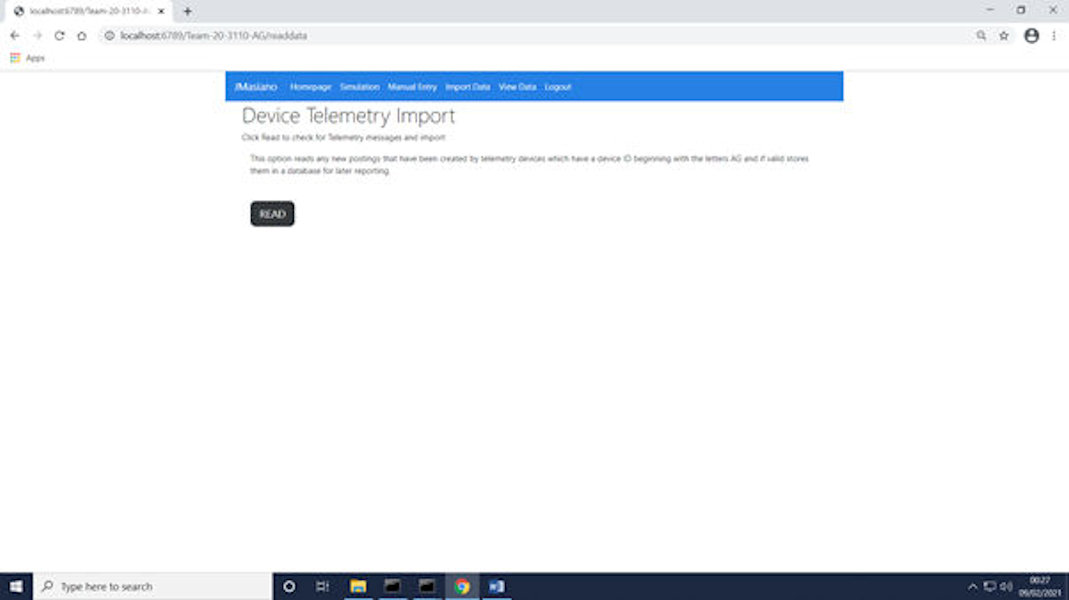 localhost:6789/Team-20-3110-A
localhost:6789/Team-20-3110-AG/readdata
Apps
JMasiano Homepage Simulation Manual Entry Import Data View Data Logout
Device Telemetry Import
Click Read to check for Telemetry messages and import
This option reads any new postings that have been created by telemetry devices which have a device ID beginning with the letters AG and if valid stores
them in a database for later reporting.
READ
Type here to search
00:27
09/02/2021